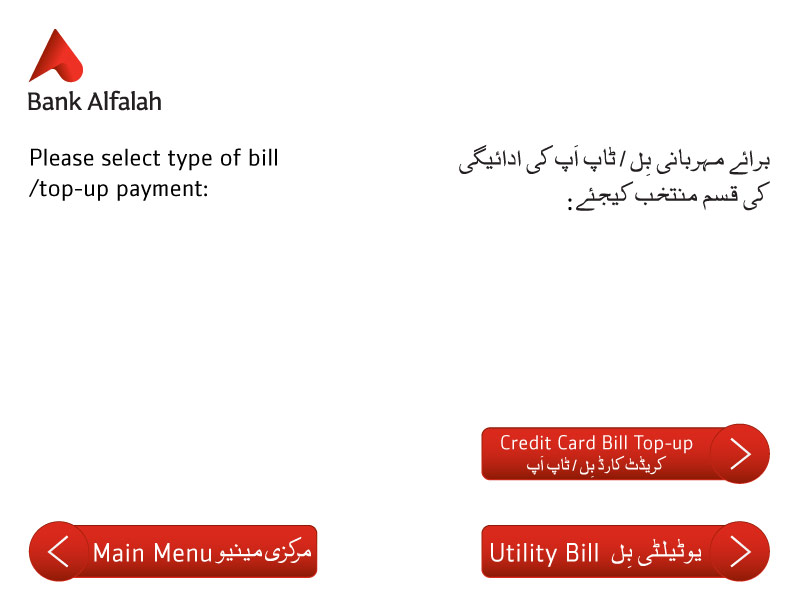 Bank Alfalah
Please select type of bill
/top-up payment:
برائے مہربانی بِل / ٹاپ اَپ کی ادائیگی
کی قسم منتخب کیجئے:
Credit Card Bill Top-up
کریڈٹ کارڈ بِل / ٹاپ اَپ
Main Menu مرکزی مینیو
Utility Bill یوٹیلٹی بِل